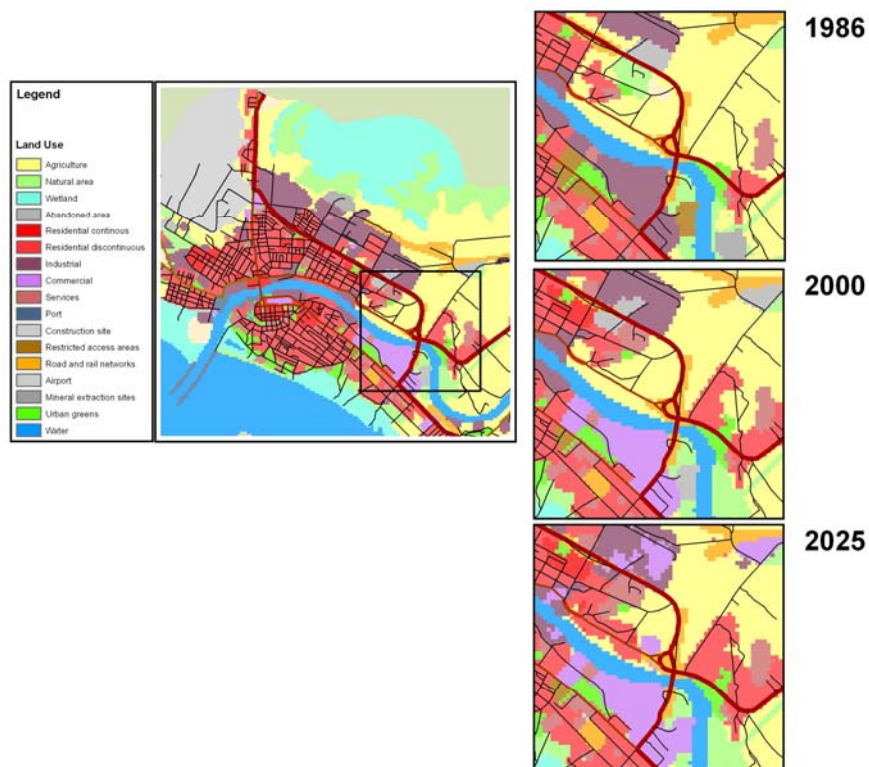 Legend
Land Use
Agriculture
Natural area
Wetland
Abandoned area
Residential continous
Residential discontinuous
Industrial
Commercial
Services
Port
Construction site
Restricted access areas
Road and rail networks
Airport
Mineral extraction sites
Urban greens
Water
1986
2000
2025